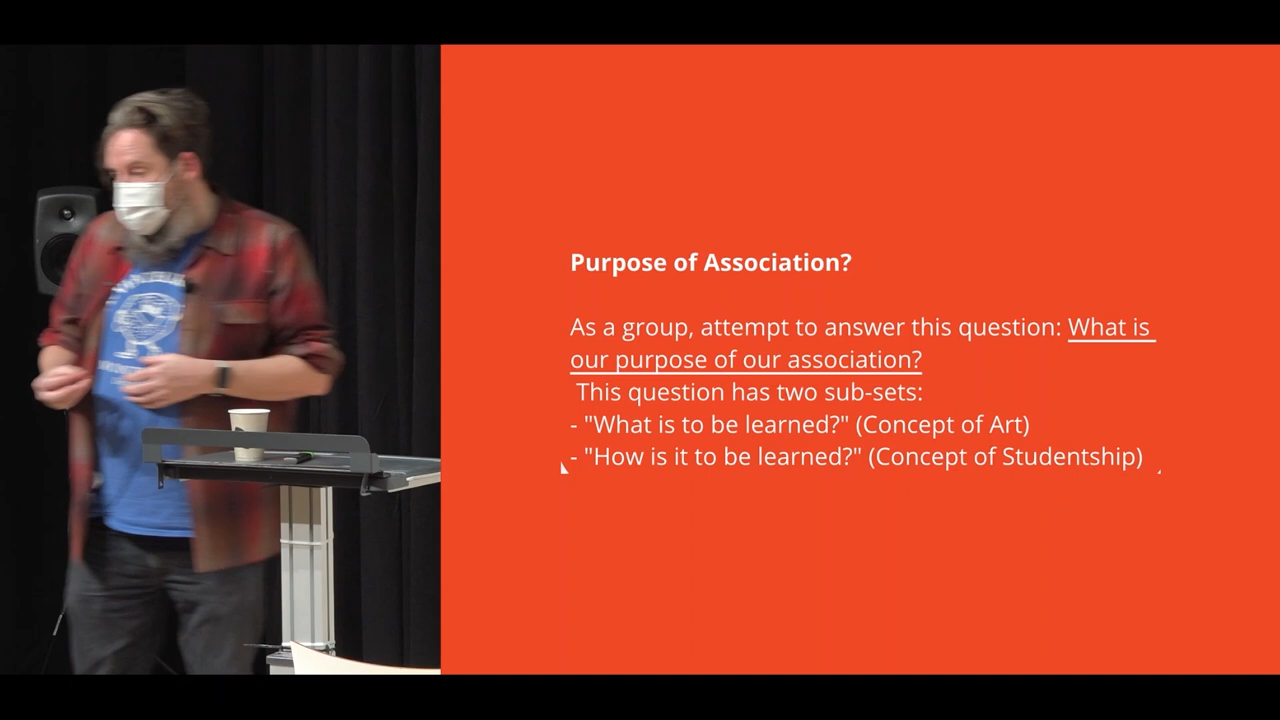 Purpose of Association?
As a group, attempt to answer this question: What is
our purpose of our association?
This question has two sub-sets:
- "What is to be learned?" (Concept of Art)
- "How is it to be learned?" (Concept of Studentship)